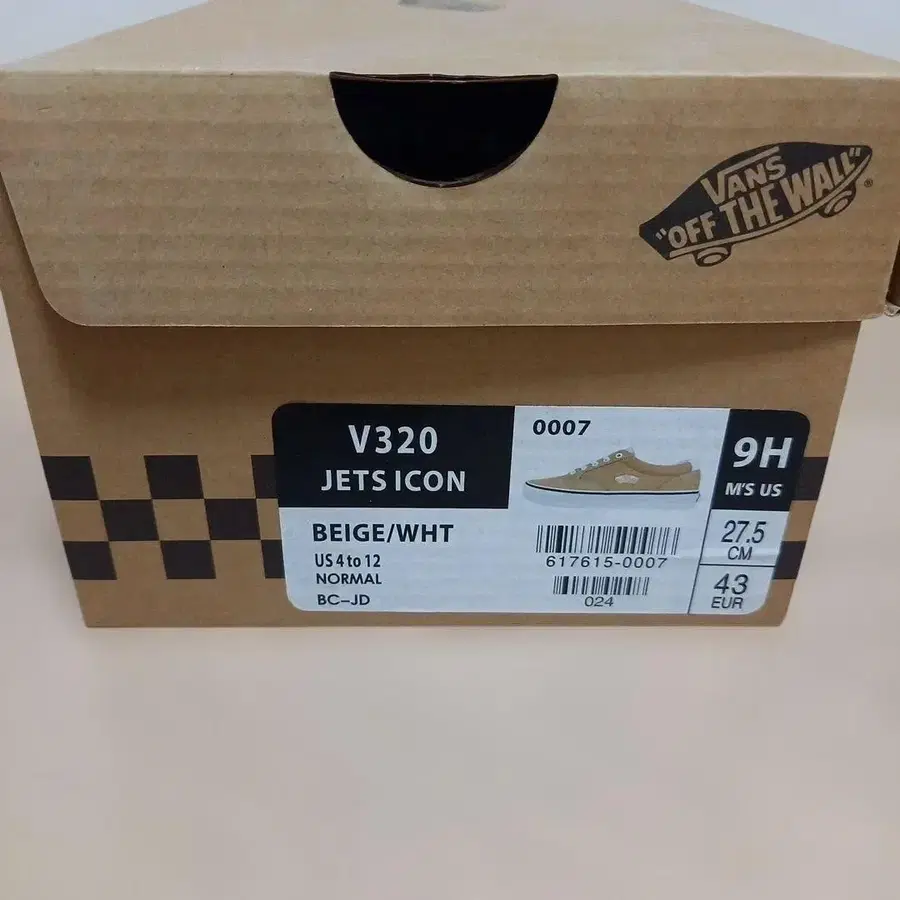 VANS
"OFF THE WALL"
®
V320
JETS ICON
0007
9H
M'S US
BEIGE/WHT
US 4 to 12
NORMAL
BC-JD
617615-0007
024
27.5
CM
43
EUR